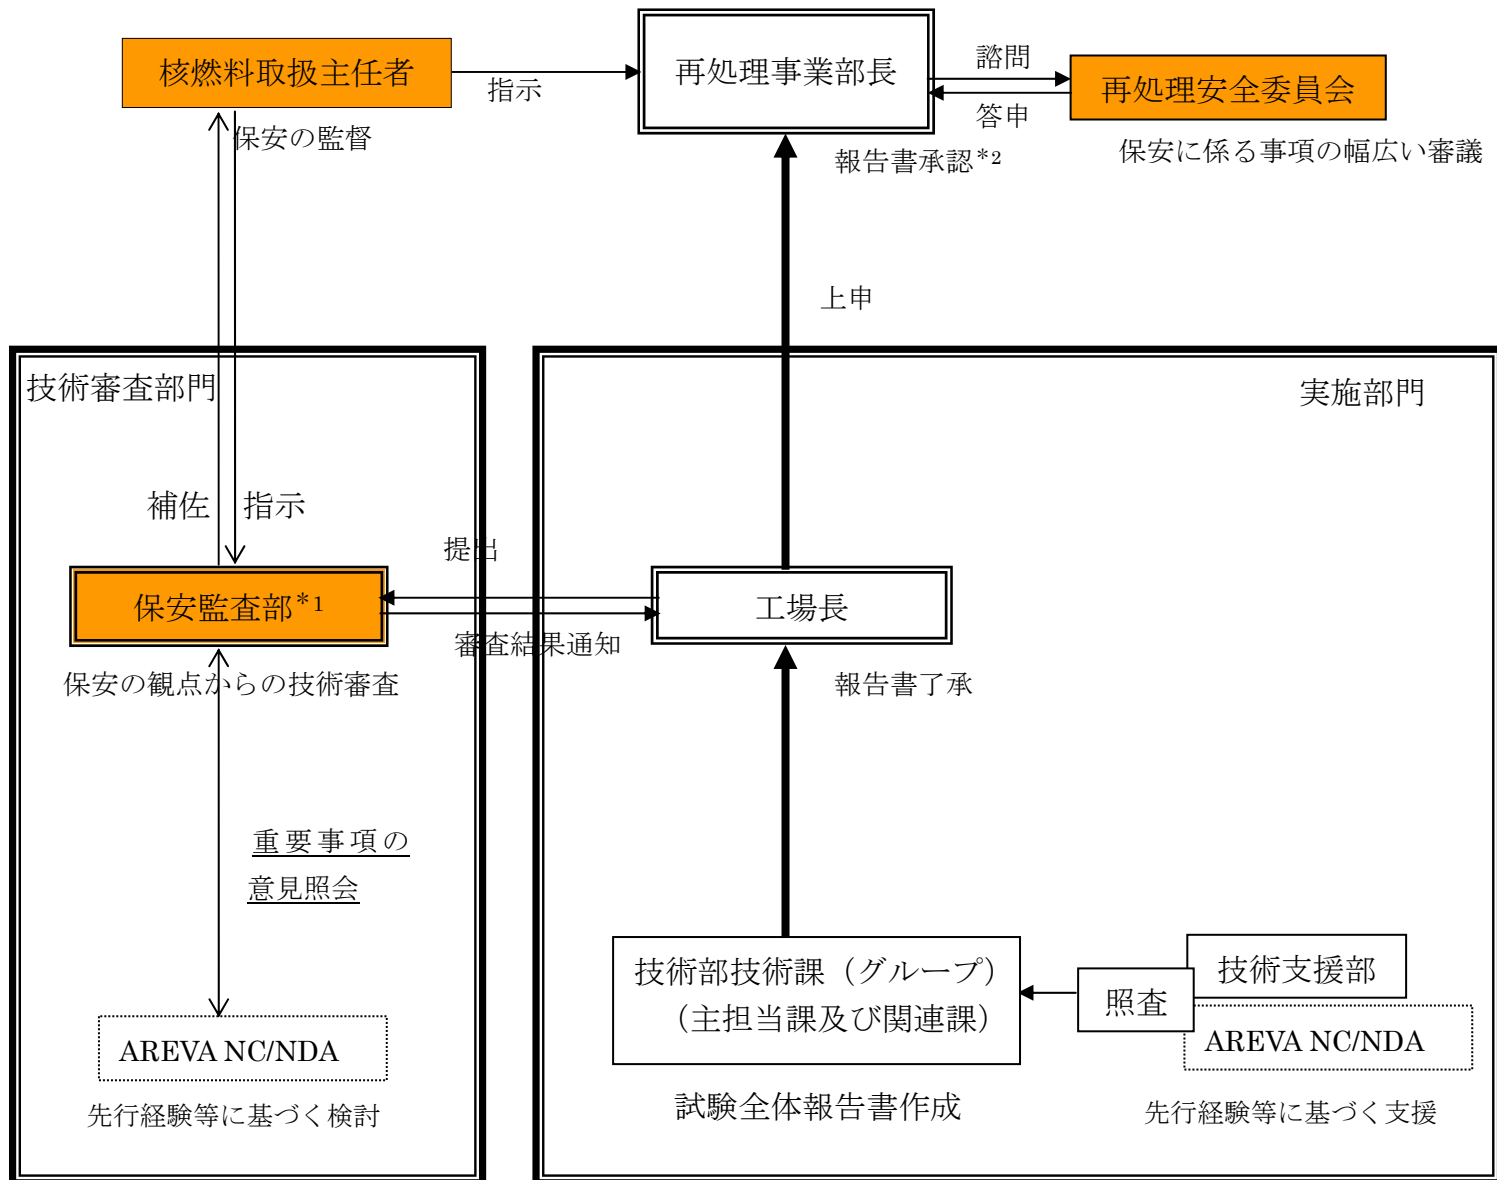 核燃料取扱主任者
指示
再処理事業部長
諮問
答申
再処理安全委員会
保安の監督
報告書承認*2
保安に係る事項の幅広い審議
上申
技術審査部門
実施部門
補佐
指示
提出
保安監査部*1
工場長
審査結果通知
保安の観点からの技術審査
報告書了承
重要事項の
意見照会
技術部技術課（グループ）
（主担当課及び関連課）
照査
技術支援部
AREVA NC/NDA
AREVA NC/NDA
先行経験等に基づく検討
試験全体報告書作成
先行経験等に基づく支援